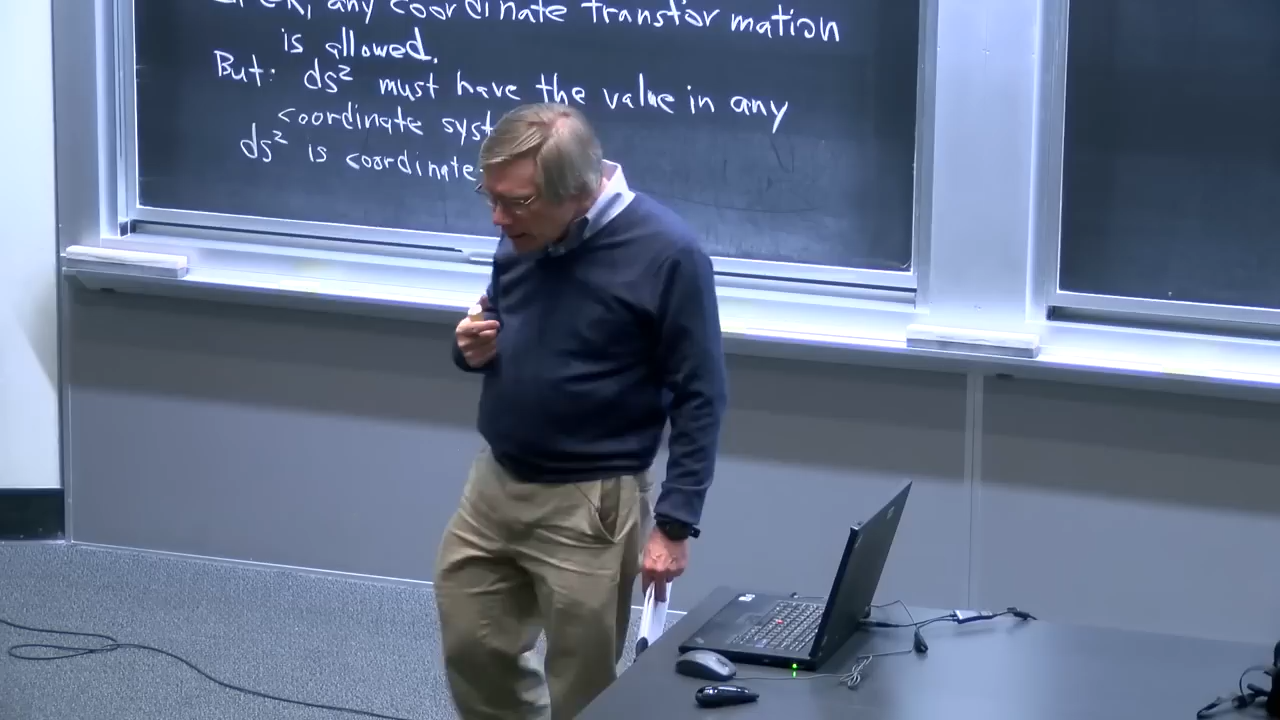 any coordinate transformation
is allowed.
But: ds² must have the value in any
coordinate syst
ds² is coordinate